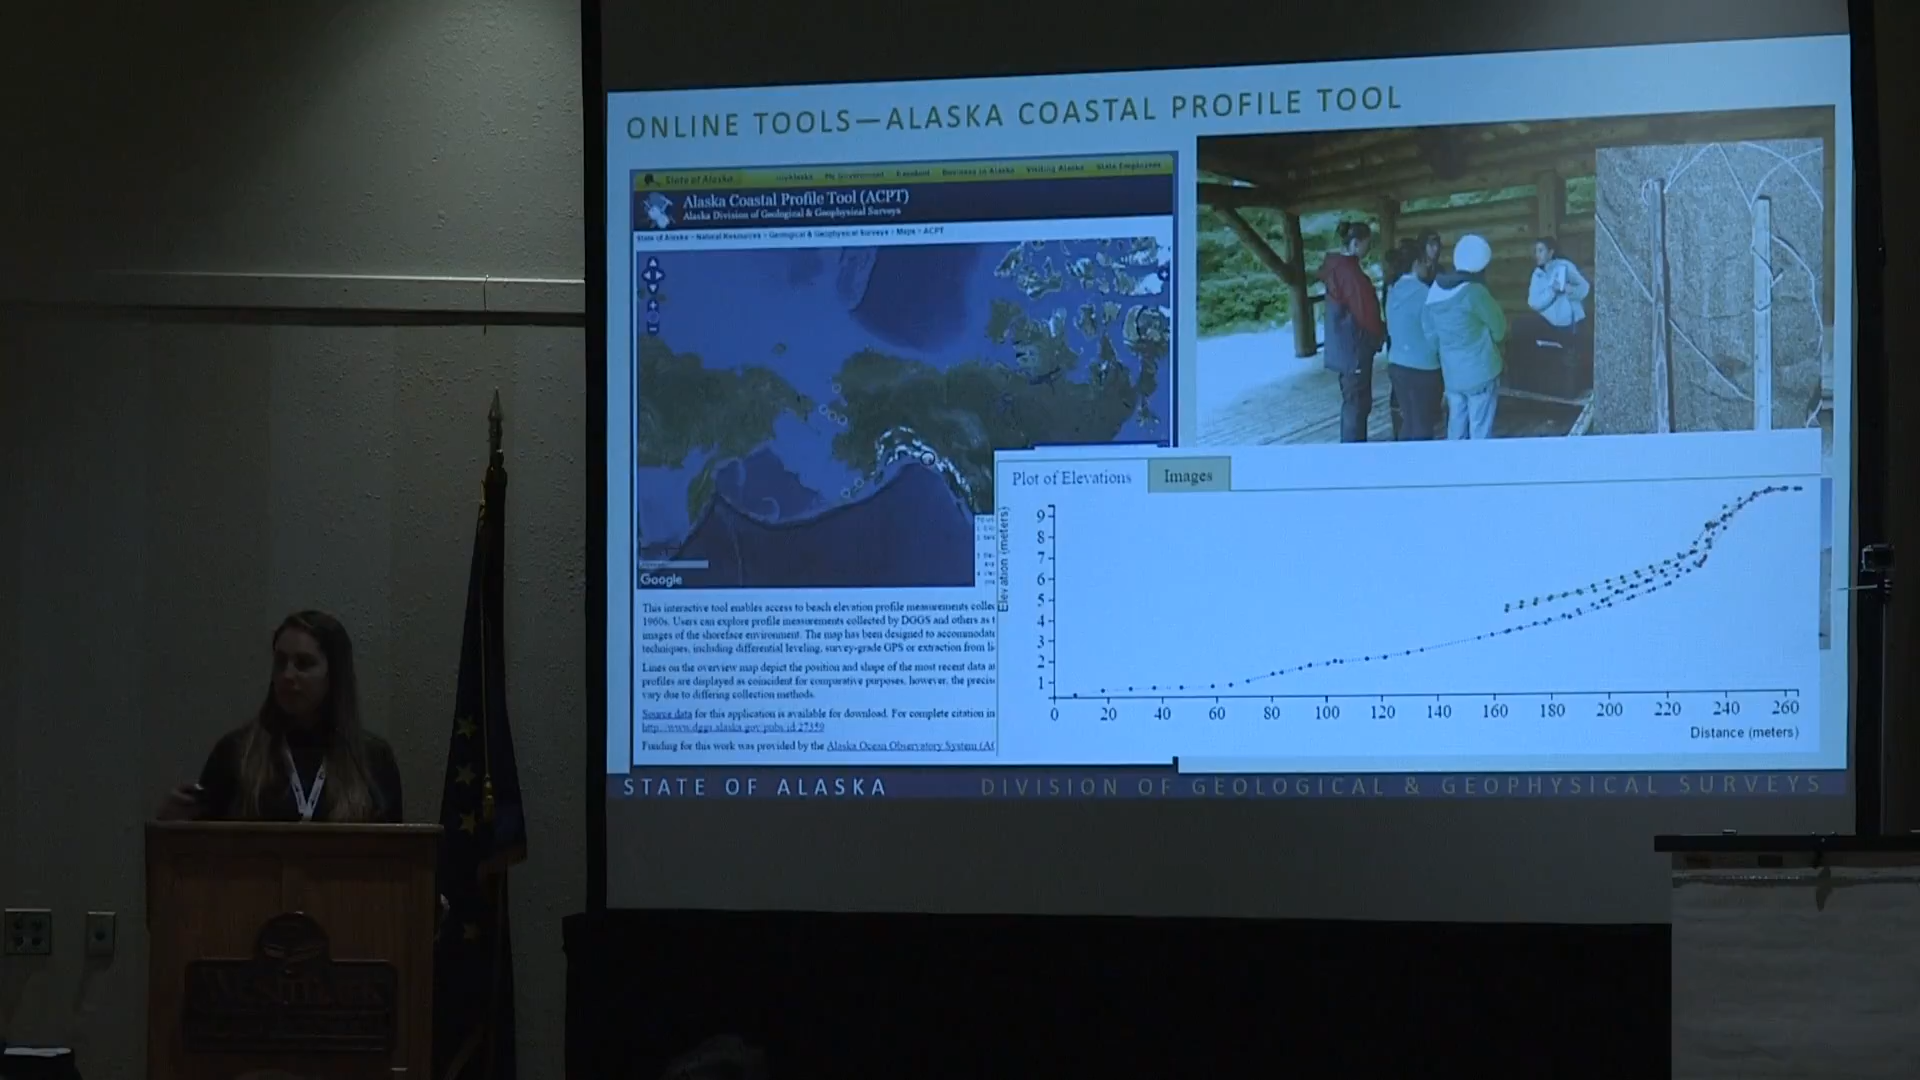 ONLINE TOOLS—ALASKA COASTAL PROFILE TOOL
State of Alaska
myAlaska My Government Resident Business in Alaska Visiting Alaska State Employees
Alaska Coastal Profile Tool (ACPT)
Alaska Division of Geological & Geophysical Surveys
State of Alaska > Natural Resources > Geological & Geophysical Surveys > Maps > ACPT
Google
This interactive tool enables access to beach elevation profile measurements colle
1960s. Users can explore profile measurements collected by DGGS and others as
images of the shoreface environment. The map has been designed to accommodat
techniques, including differential leveling, survey-grade GPS or extraction from
Lines on the overview map depict the position and shape of the most recent data
profiles are displayed as coincident for comparative purposes, however, the precis
vary due to differing collection methods.
Source data for this application is available for download. For complete citation in
Funding for this work was provided by the Alaska Ocean Observatory System (A
Plot of Elevations
Images
Elevation (meters)
9
8
7
6
5
4
3
2
1
0 20 40 60 80 100 120 140 160 180 200 220 240 260
Distance (meters)
STATE OF ALASKA DIVISION OF GEOLOGICAL & GEOPHYSICAL SURVEYS